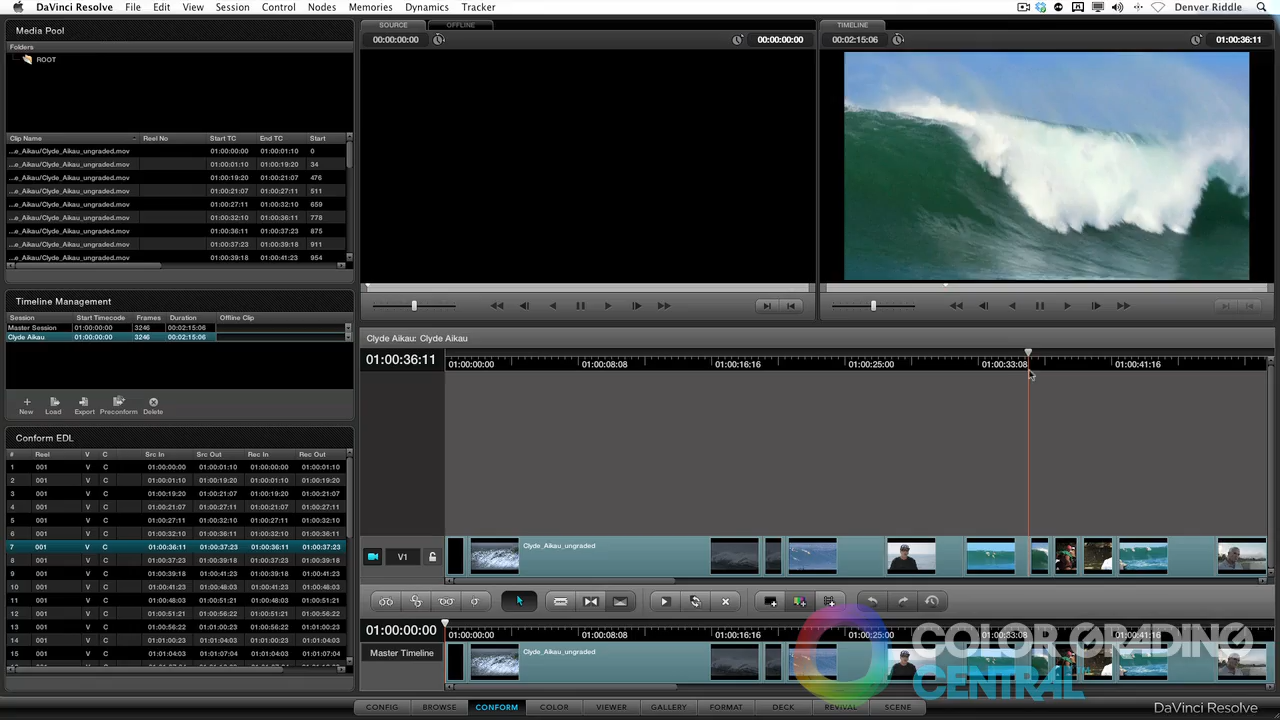 DaVinci Resolve File Edit View Session Control Nodes Memories Dynamics Tracker Denver Riddle
Media Pool
Folders
ROOT
Clip Name Reel No Start TC End TC Start
...e_Aikau/Clyde_Aikau_ungraded.mov 01:00:00:00 01:00:01:10 0
...e_Aikau/Clyde_Aikau_ungraded.mov 01:00:01:10 01:00:19:20 34
...e_Aikau/Clyde_Aikau_ungraded.mov 01:00:19:20 01:00:21:07 476
...e_Aikau/Clyde_Aikau_ungraded.mov 01:00:21:07 01:00:27:11 511
...e_Aikau/Clyde_Aikau_ungraded.mov 01:00:27:11 01:00:32:10 659
...e_Aikau/Clyde_Aikau_ungraded.mov 01:00:32:10 01:00:36:11 778
...e_Aikau/Clyde_Aikau_ungraded.mov 01:00:36:11 01:00:37:23 875
...e_Aikau/Clyde_Aikau_ungraded.mov 01:00:37:23 01:00:39:18 911
...e_Aikau/Clyde_Aikau_ungraded.mov 01:00:39:18 01:00:41:23 954
SOURCE OFFLINE
00:00:00:00 00:00:00:00
TIMELINE
00:02:15:06 01:00:36:11
Timeline Management
Session Start Timecode Frames Duration Offline Clip
Master Session 01:00:00:00 3246 00:02:15:06
Clyde Aikau 01:00:00:00 3246 00:02:15:06
New Load Export Preconform Delete
Conform EDL
# Reel V C Src In Src Out Rec In Rec Out
1 001 V C 01:00:00:00 01:00:01:10 01:00:00:00 01:00:01:10
2 001 V C 01:00:01:10 01:00:19:20 01:00:01:10 01:00:19:20
3 001 V C 01:00:19:20 01:00:21:07 01:00:19:20 01:00:21:07
4 001 V C 01:00:21:07 01:00:27:11 01:00:21:07 01:00:27:11
5 001 V C 01:00:27:11 01:00:32:10 01:00:27:11 01:00:32:10
6 001 V C 01:00:32:10 01:00:36:11 01:00:32:10 01:00:36:11
7 001 V C 01:00:36:11 01:00:37:23 01:00:36:11 01:00:37:23
8 001 V C 01:00:37:23 01:00:39:18 01:00:37:23 01:00:39:18
9 001 V C 01:00:39:18 01:00:41:23 01:00:39:18 01:00:41:23
10 001 V C 01:00:41:23 01:00:48:03 01:00:41:23 01:00:48:03
11 001 V C 01:00:48:03 01:00:51:21 01:00:48:03 01:00:51:21
12 001 V C 01:00:51:21 01:00:56:22 01:00:51:21 01:00:56:22
13 001 V C 01:00:56:22 01:01:00:23 01:00:56:22 01:01:00:23
14 001 V C 01:01:00:23 01:01:04:03 01:01:00:23 01:01:04:03
15 001 V C 01:01:04:03 01:01:07:04 01:01:04:03 01:01:07:04
Clyde Aikau: Clyde Aikau
01:00:36:11 01:00:00:00 01:00:08:08 01:00:16:16 01:00:25:00 01:00:33:08 01:00:41:16
V1 Clyde_Aikau_ungraded
01:00:00:00 01:00:00:00 01:00:08:08 01:00:16:16 01:00:25:00 01:00:33:08 01:00:41:16
Master Timeline Clyde_Aikau_ungraded
COLOR GRADING
CENTRAL
CONFIG BROWSE CONFORM COLOR VIEWER GALLERY FORMAT DECK REVIVAL SCENE DaVinci Resolve